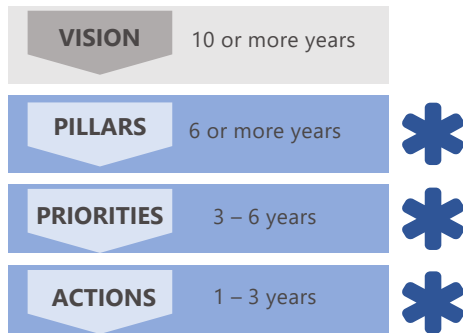 VISION 10 or more years
PILLARS 6 or more years
PRIORITIES 3 – 6 years
ACTIONS 1 – 3 years